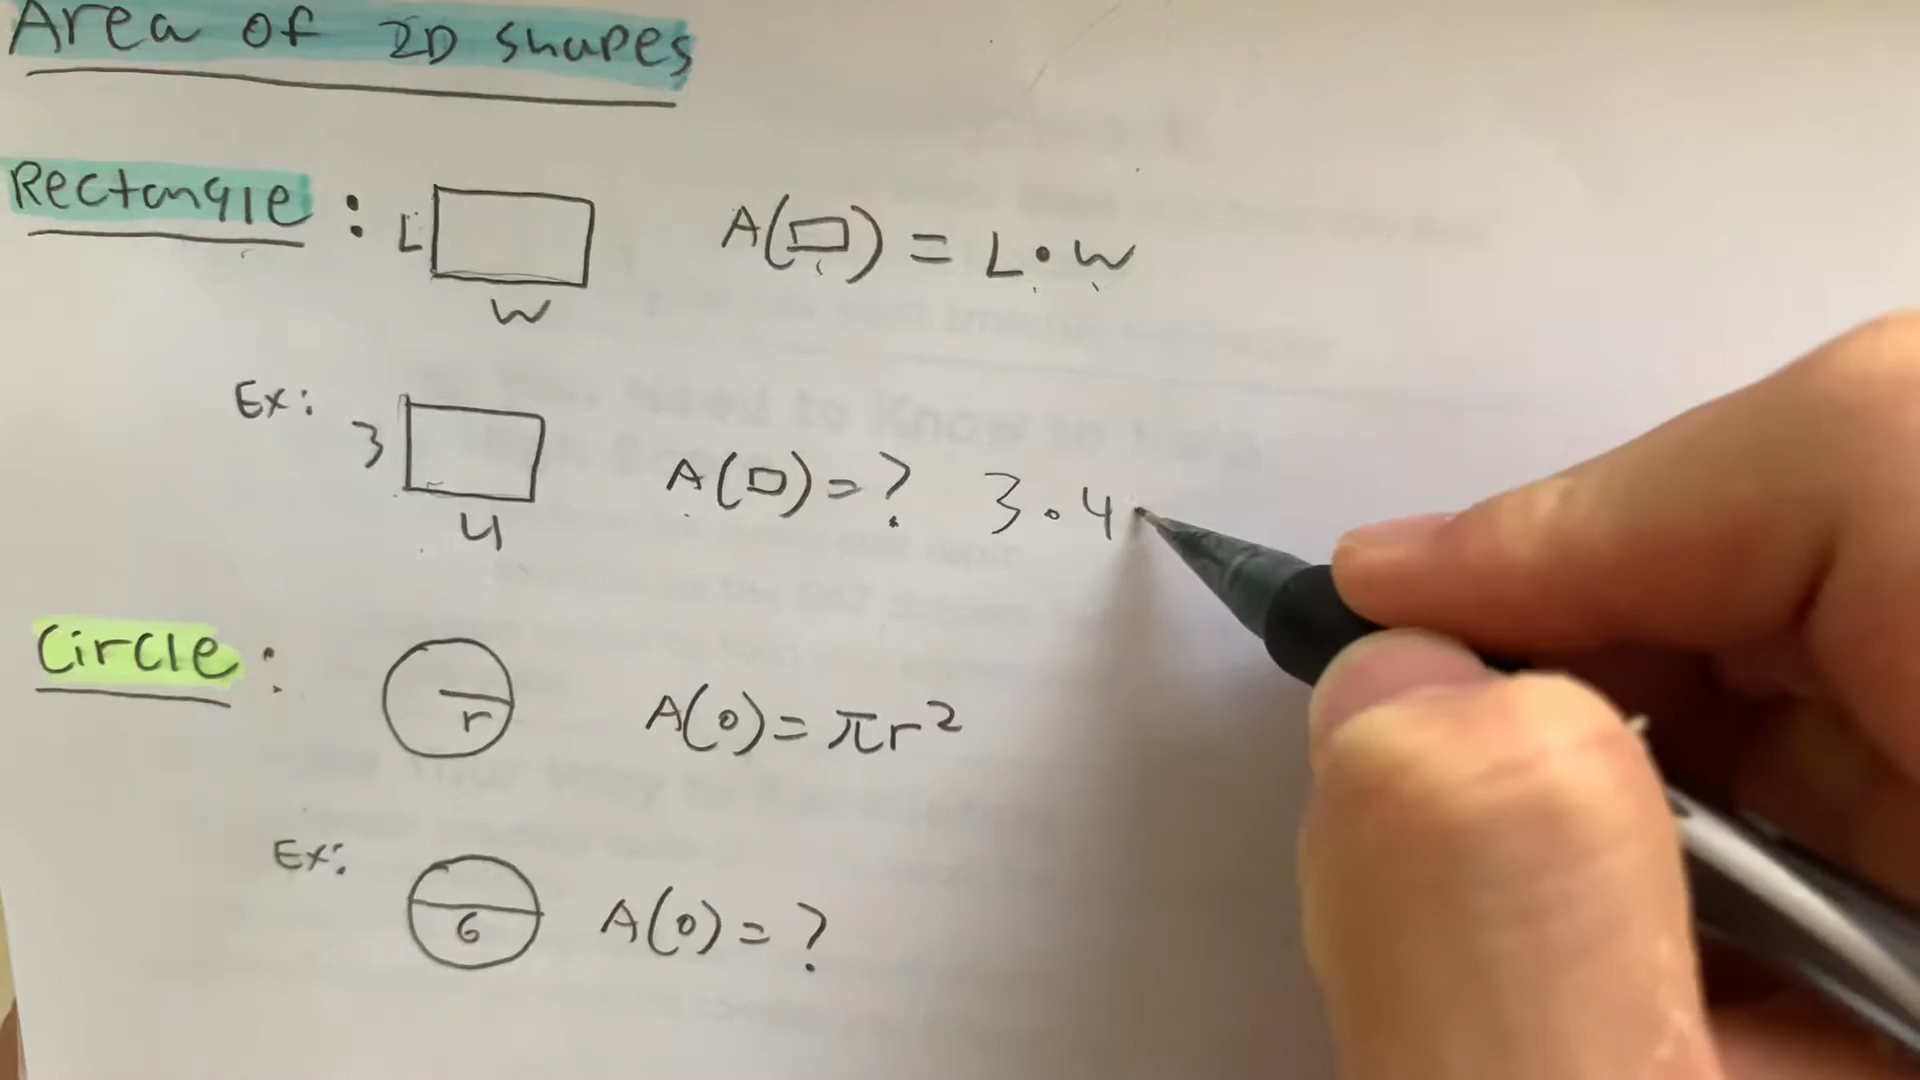 Area of 2D shapes
Rectangle : L W A(▭) = L·W
Ex: 3 4 A(▭)=? 3·4
Circle : r A(○)= πr²
Ex: 6 A(○)= ?